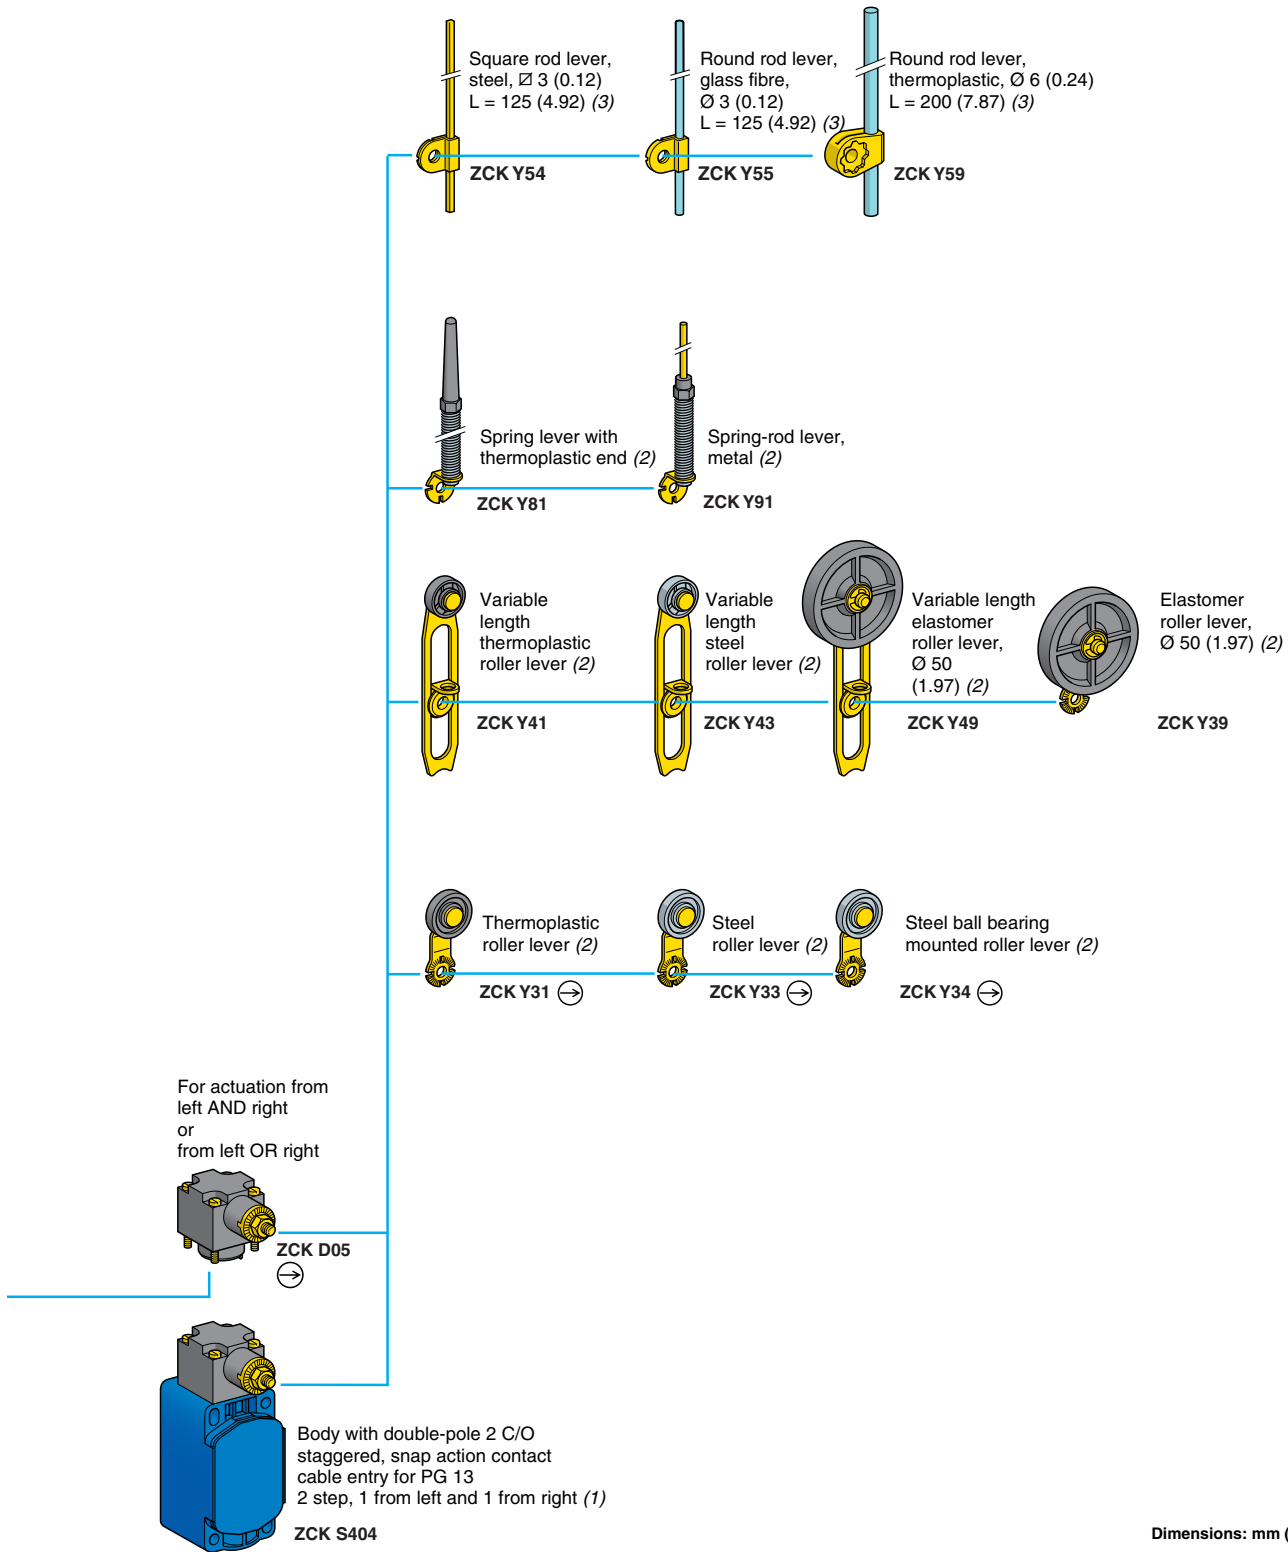 Square rod lever,
steel, ⧄ 3 (0.12)
L = 125 (4.92) (3)
ZCK Y54
Round rod lever,
glass fibre,
Ø 3 (0.12)
L = 125 (4.92) (3)
ZCK Y55
Round rod lever,
thermoplastic, Ø 6 (0.24)
L = 200 (7.87) (3)
ZCK Y59
Spring lever with
thermoplastic end (2)
ZCK Y81
Spring-rod lever,
metal (2)
ZCK Y91
Variable
length
thermoplastic
roller lever (2)
ZCK Y41
Variable
length
steel
roller lever (2)
ZCK Y43
Variable length
elastomer
roller lever,
Ø 50
(1.97) (2)
ZCK Y49
Elastomer
roller lever,
Ø 50 (1.97) (2)
ZCK Y39
Thermoplastic
roller lever (2)
ZCK Y31
Steel
roller lever (2)
ZCK Y33
Steel ball bearing
mounted roller lever (2)
ZCK Y34
For actuation from
left AND right
or
from left OR right
ZCK D05
Body with double-pole 2 C/O
staggered, snap action contact
cable entry for PG 13
2 step, 1 from left and 1 from right (1)
ZCK S404
Dimensions: mm (